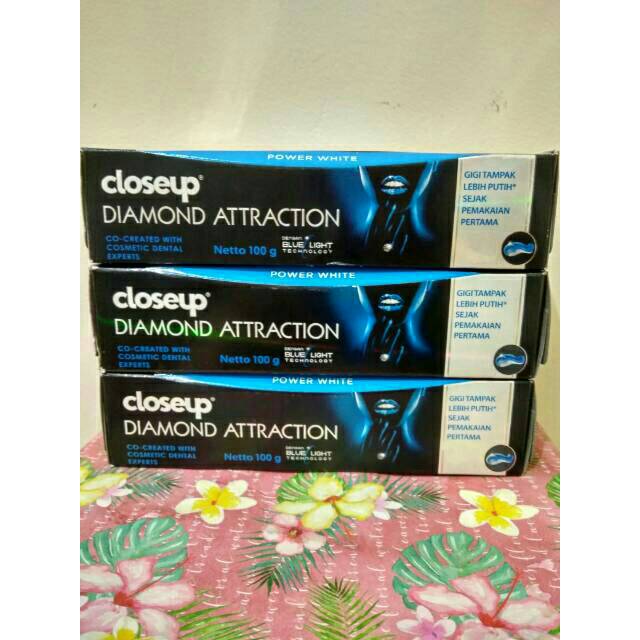 POWER WHITE
closeup®
DIAMOND ATTRACTION
CO-CREATED WITH
COSMETIC DENTAL
EXPERTS
Netto 100 g
DENGAN
BLUE LIGHT
TECHNOLOGY
GIGI TAMPAK
LEBIH PUTIH*
SEJAK
PEMAKAIAN
PERTAMA
POWER WHITE
closeup®
DIAMOND ATTRACTION
CO-CREATED WITH
COSMETIC DENTAL
EXPERTS
Netto 100 g
DENGAN
BLUE LIGHT
TECHNOLOGY
GIGI TAMPAK
LEBIH PUTIH*
SEJAK
PEMAKAIAN
PERTAMA
POWER WHITE
closeup®
DIAMOND ATTRACTION
CO-CREATED WITH
COSMETIC DENTAL
EXPERTS
Netto 100 g
DENGAN
BLUE LIGHT
TECHNOLOGY
GIGI TAMPAK
LEBIH PUTIH*
SEJAK
PEMAKAIAN
PERTAMA